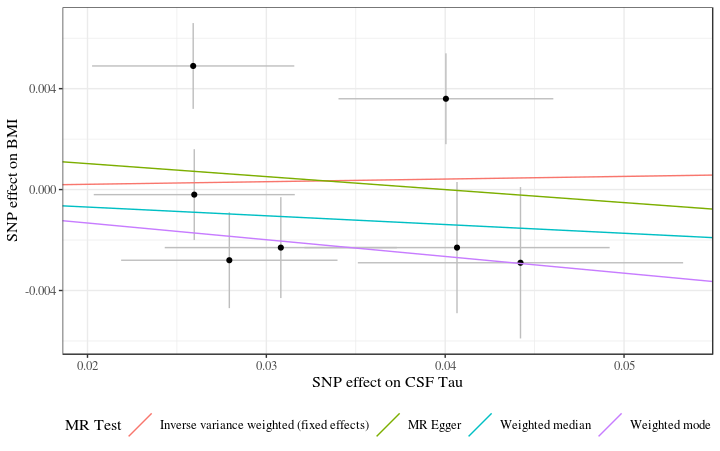 SNP effect on BMI
0.004
0.000
-0.004
0.02 0.03 0.04 0.05
SNP effect on CSF Tau
MR Test Inverse variance weighted (fixed effects) MR Egger Weighted median Weighted mode